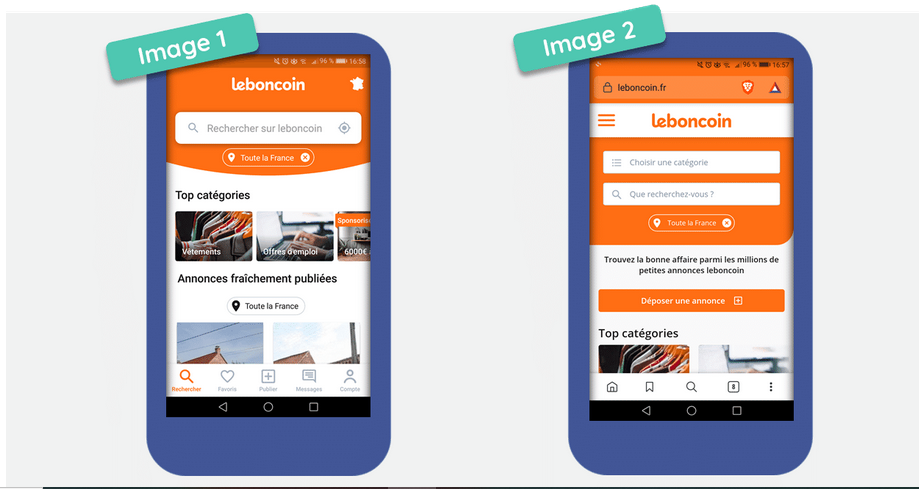 Image 1
96 % 16:56
leboncoin
Rechercher sur leboncoin
Toute la France
Top catégories
Vêtements
Offres d'emploi
Sponsoris
6000€
Annonces fraîchement publiées
Toute la France
Rechercher
Favoris
Publier
Messages
Compte
Image 2
96 % 16:57
leboncoin.fr
leboncoin
Choisir une catégorie
Que recherchez-vous ?
Toute la France
Trouvez la bonne affaire parmi les millions de
petites annonces leboncoin
Déposer une annonce
Top catégories
8